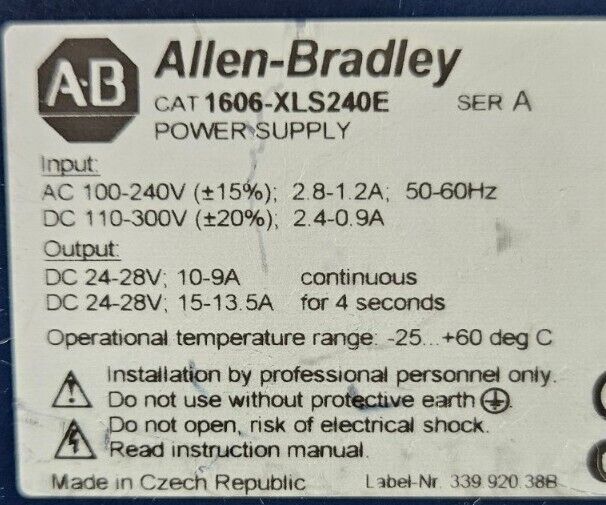 A·B Allen-Bradley
CAT 1606-XLS240E SER A
POWER SUPPLY
Input:
AC 100-240V (±15%); 2.8-1.2A; 50-60Hz
DC 110-300V (±20%); 2.4-0.9A
Output:
DC 24-28V; 10-9A continuous
DC 24-28V; 15-13.5A for 4 seconds
Operational temperature range: -25...+60 deg C
Installation by professional personnel only.
Do not use without protective earth.
Do not open, risk of electrical shock.
Read instruction manual.
Made in Czech Republic Label-Nr. 339.920.38B